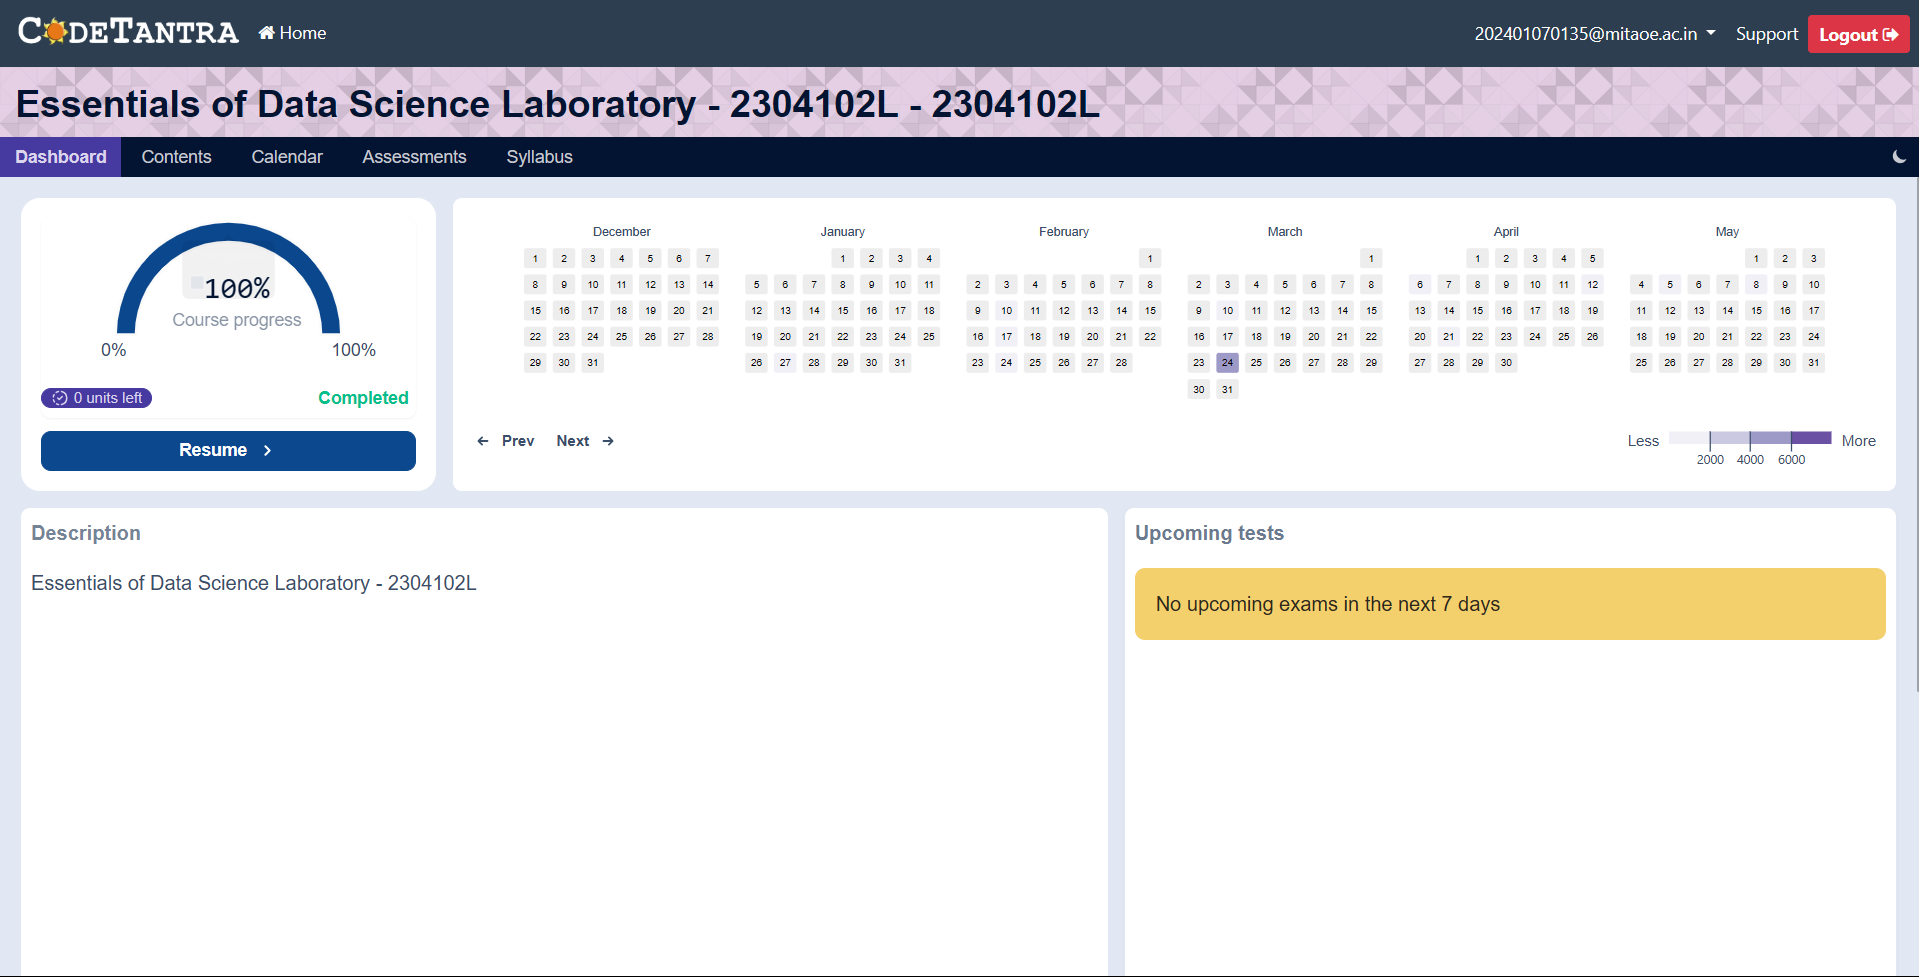 CODETANTRA Home 202401070135@mitaoe.ac.in Support Logout
Essentials of Data Science Laboratory - 2304102L - 2304102L
Dashboard Contents Calendar Assessments Syllabus
100%
Course progress
0% 100%
0 units left Completed
Resume
December
1 2 3 4 5 6 7
8 9 10 11 12 13 14
15 16 17 18 19 20 21
22 23 24 25 26 27 28
29 30 31
January
1 2 3 4
5 6 7 8 9 10 11
12 13 14 15 16 17 18
19 20 21 22 23 24 25
26 27 28 29 30 31
February
1
2 3 4 5 6 7 8
9 10 11 12 13 14 15
16 17 18 19 20 21 22
23 24 25 26 27 28
March
1
2 3 4 5 6 7 8
9 10 11 12 13 14 15
16 17 18 19 20 21 22
23 24 25 26 27 28 29
30 31
April
1 2 3 4 5
6 7 8 9 10 11 12
13 14 15 16 17 18 19
20 21 22 23 24 25 26
27 28 29 30
May
1 2 3
4 5 6 7 8 9 10
11 12 13 14 15 16 17
18 19 20 21 22 23 24
25 26 27 28 29 30 31
← Prev Next →
Less More
2000 4000 6000
Description
Essentials of Data Science Laboratory - 2304102L
Upcoming tests
No upcoming exams in the next 7 days